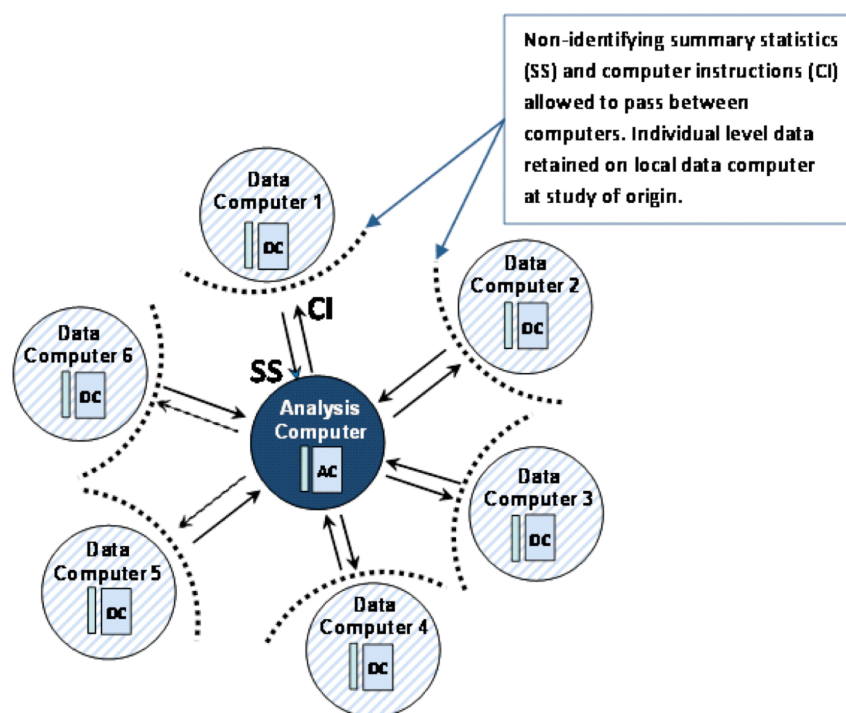 Non-identifying summary statistics
(SS) and computer instructions (CI)
allowed to pass between
computers. Individual level data
retained on local data computer
at study of origin.
Data
Computer 1
DC
Data
Computer 2
DC
CI
SS
Data
Computer 6
DC
Analysis
Computer
AC
Data
Computer 3
DC
Data
Computer 5
DC
Data
Computer 4
DC